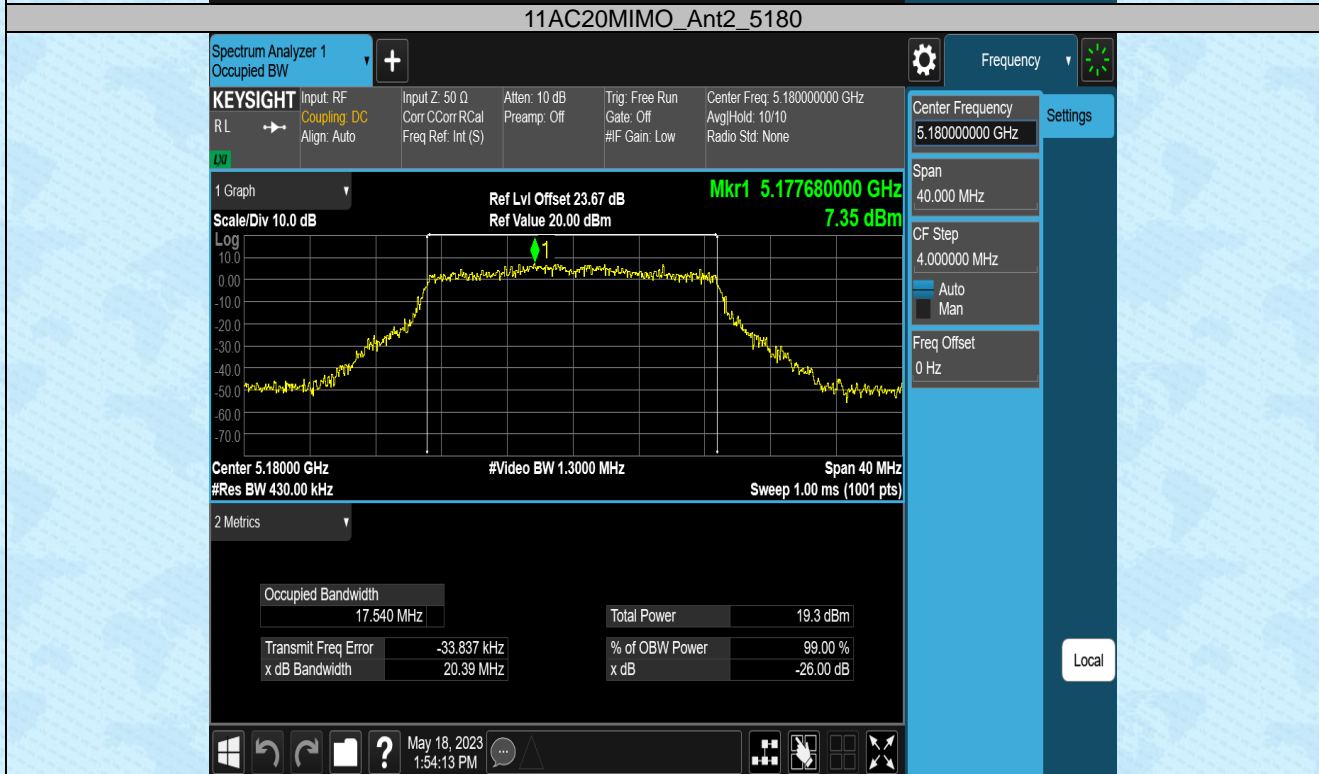 11AC20MIMO_Ant2_5180
Spectrum Analyzer 1
Occupied BW
+
Frequency
KEYSIGHT
R L
LXI
Input: RF
Coupling: DC
Align: Auto
Input Z: 50 Ω
Corr CCorr RCal
Freq Ref: Int (S)
Atten: 10 dB
Preamp: Off
Trig: Free Run
Gate: Off
#IF Gain: Low
Center Freq: 5.180000000 GHz
Avg|Hold: 10/10
Radio Std: None
Center Frequency
5.180000000 GHz
Settings
Span
40.000 MHz
CF Step
4.000000 MHz
Auto
Man
Freq Offset
0 Hz
1 Graph
Scale/Div 10.0 dB
Ref Lvl Offset 23.67 dB
Ref Value 20.00 dBm
Mkr1 5.177680000 GHz
7.35 dBm
Log
1
10.0
0.00
-10.0
-20.0
-30.0
-40.0
-50.0
-60.0
-70.0
Center 5.18000 GHz
#Video BW 1.3000 MHz
Span 40 MHz
#Res BW 430.00 kHz
Sweep 1.00 ms (1001 pts)
2 Metrics
Occupied Bandwidth
17.540 MHz
Total Power 19.3 dBm
Transmit Freq Error -33.837 kHz
% of OBW Power 99.00 %
x dB Bandwidth 20.39 MHz
x dB -26.00 dB
Local
?
May 18, 2023
1:54:13 PM